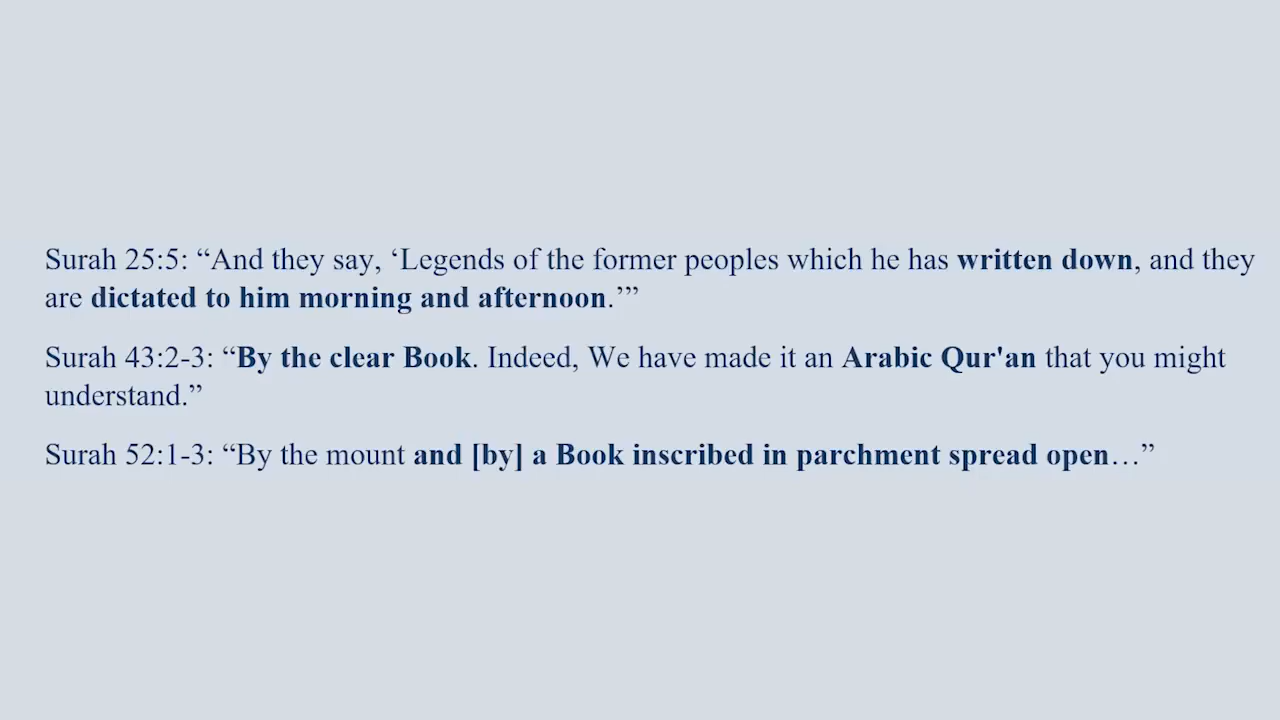 Surah 25:5: “And they say, ‘Legends of the former peoples which he has written down, and they
are dictated to him morning and afternoon.’”
Surah 43:2-3: “By the clear Book. Indeed, We have made it an Arabic Qur'an that you might
understand.”
Surah 52:1-3: “By the mount and [by] a Book inscribed in parchment spread open…”